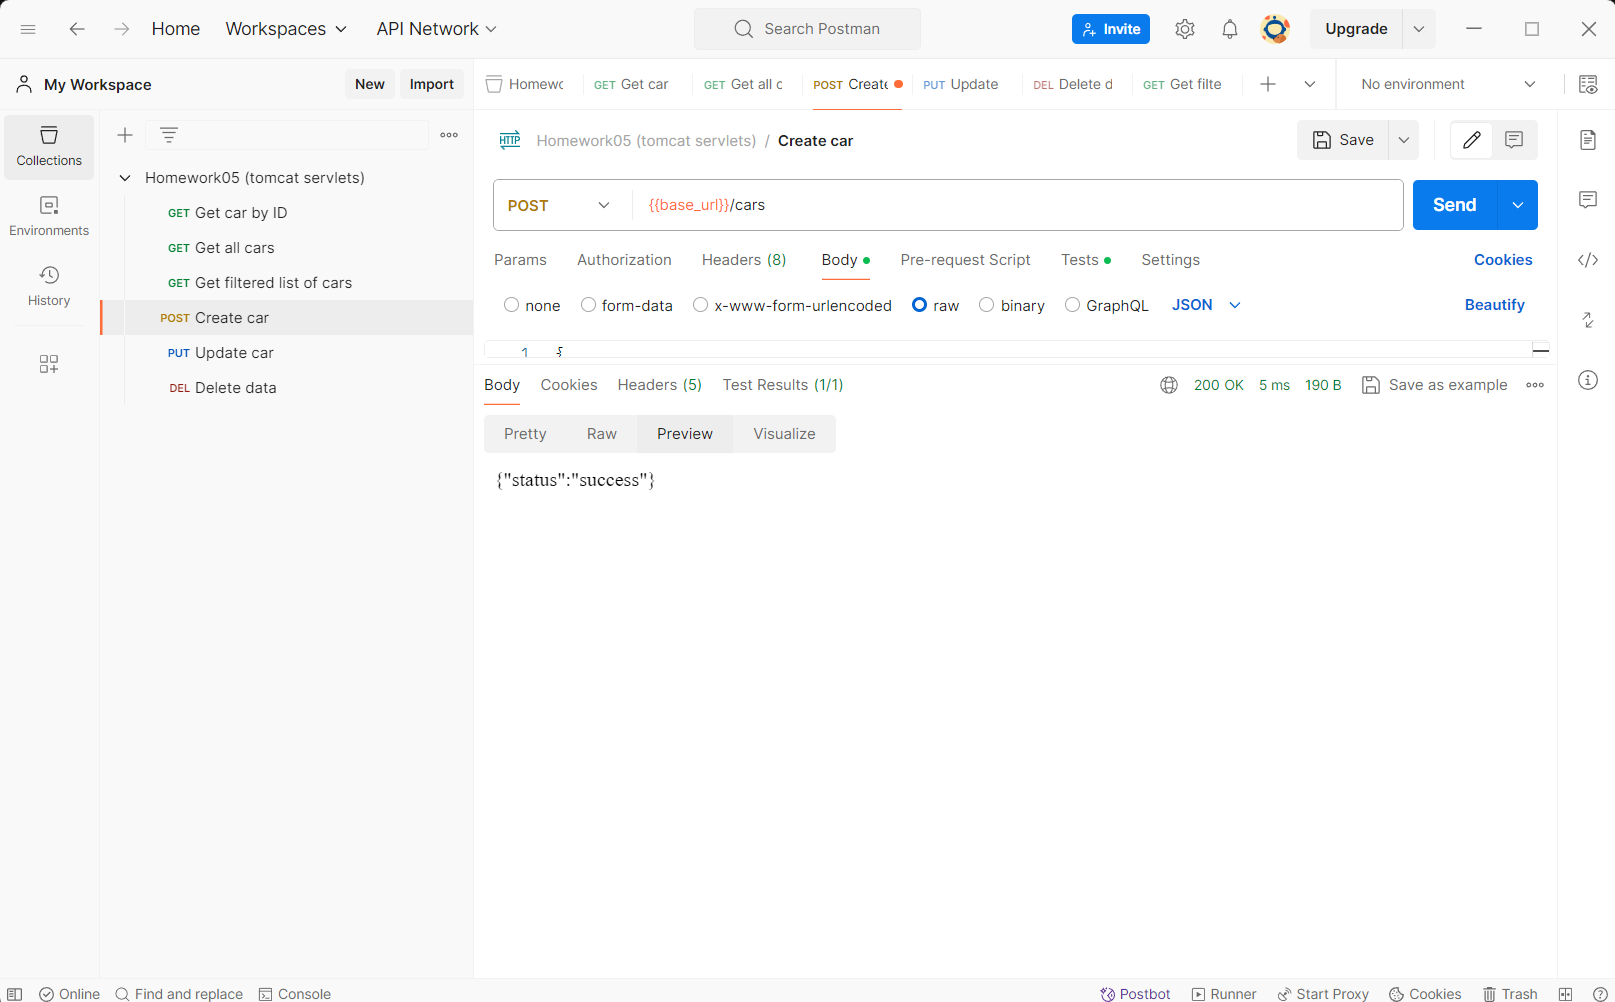 Home Workspaces API Network Search Postman Invite Upgrade
My Workspace New Import
Homewo GET Get car GET Get all c POST Create PUT Update DEL Delete d GET Get filte No environment
Collections
Environments
History
Homework05 (tomcat servlets)
GET Get car by ID
GET Get all cars
GET Get filtered list of cars
POST Create car
PUT Update car
DEL Delete data
HTTP Homework05 (tomcat servlets) / Create car Save
POST {{base_url}}/cars Send
Params Authorization Headers (8) Body Pre-request Script Tests Settings Cookies
none form-data x-www-form-urlencoded raw binary GraphQL JSON Beautify
1 {
Body Cookies Headers (5) Test Results (1/1) 200 OK 5 ms 190 B Save as example
Pretty Raw Preview Visualize
{"status":"success"}
Online Find and replace Console Postbot Runner Start Proxy Cookies Trash